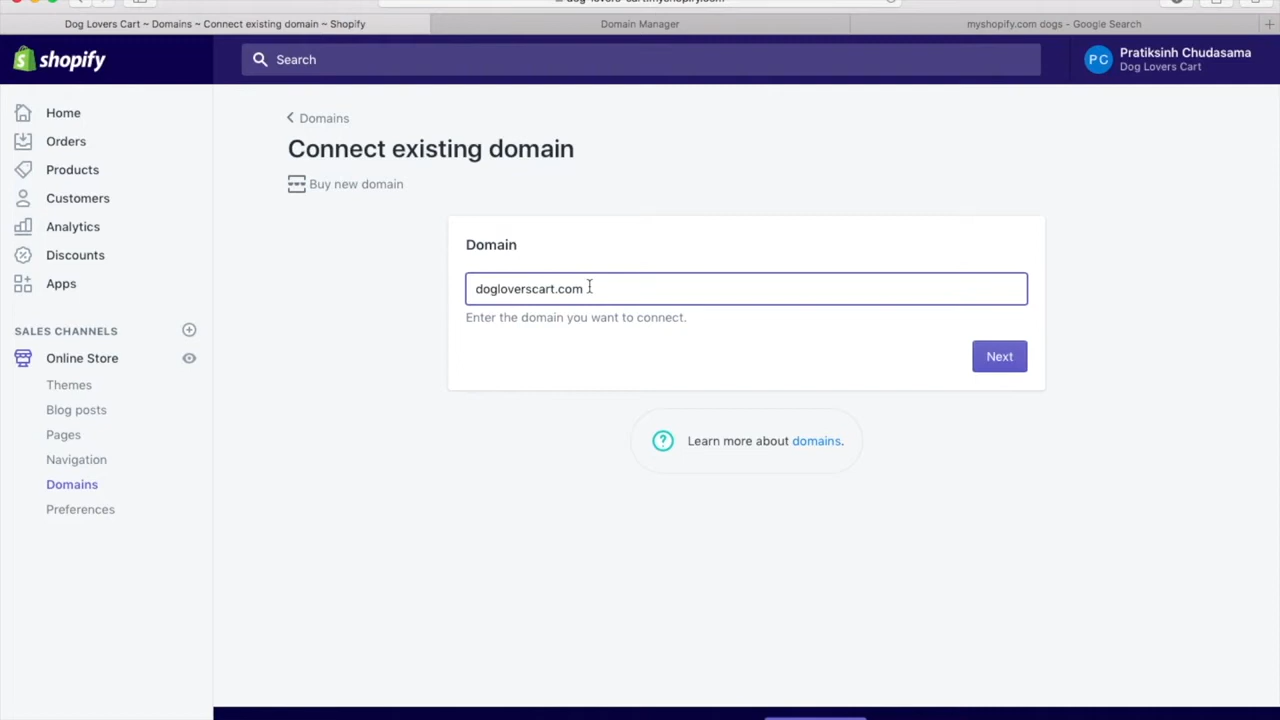 Dog Lovers Cart ~ Domains ~ Connect existing domain ~ Shopify
Domain Manager
myshopify.com dogs - Google Search
shopify
Search
PC
Pratiksinh Chudasama
Dog Lovers Cart
Home
Orders
Products
Customers
Analytics
Discounts
Apps
SALES CHANNELS
Online Store
Themes
Blog posts
Pages
Navigation
Domains
Preferences
Domains
Connect existing domain
Buy new domain
Domain
dogloverscart.com
Enter the domain you want to connect.
Next
Learn more about domains.